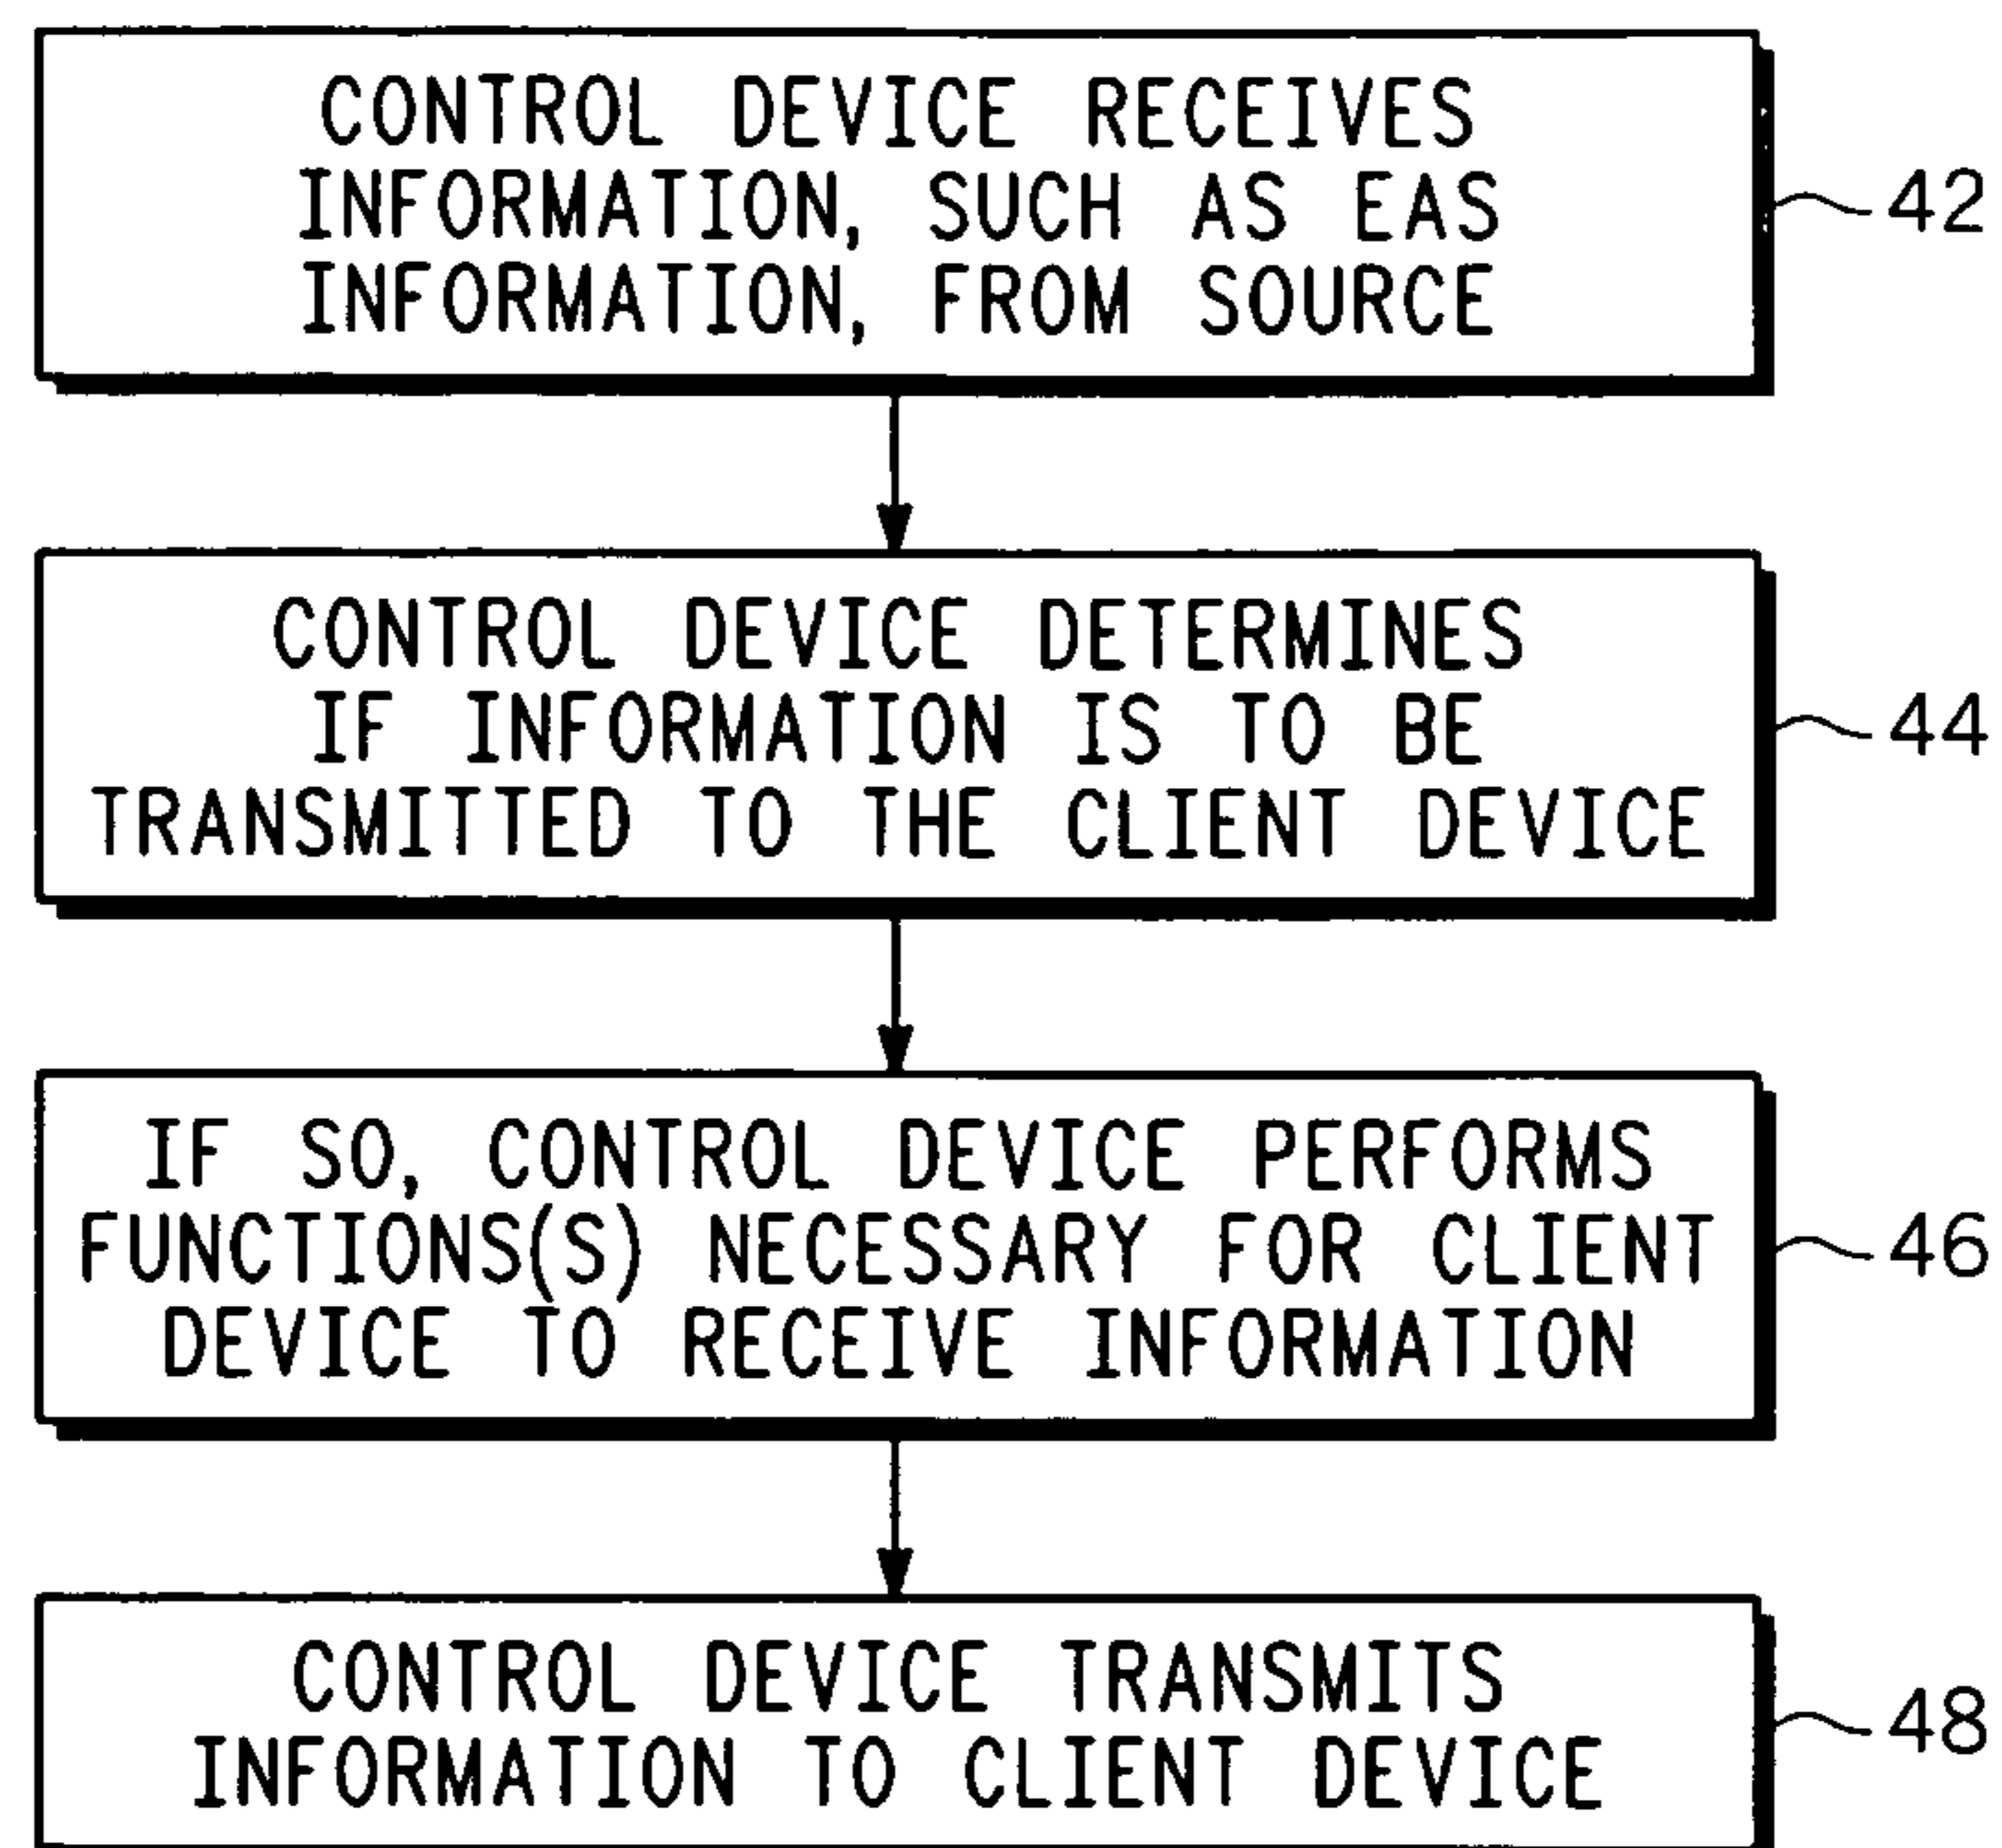 CONTROL DEVICE RECEIVES
INFORMATION, SUCH AS EAS
INFORMATION, FROM SOURCE
42
CONTROL DEVICE DETERMINES
IF INFORMATION IS TO BE
TRANSMITTED TO THE CLIENT DEVICE
44
IF SO, CONTROL DEVICE PERFORMS
FUNCTIONS(S) NECESSARY FOR CLIENT
DEVICE TO RECEIVE INFORMATION
46
CONTROL DEVICE TRANSMITS
INFORMATION TO CLIENT DEVICE
48